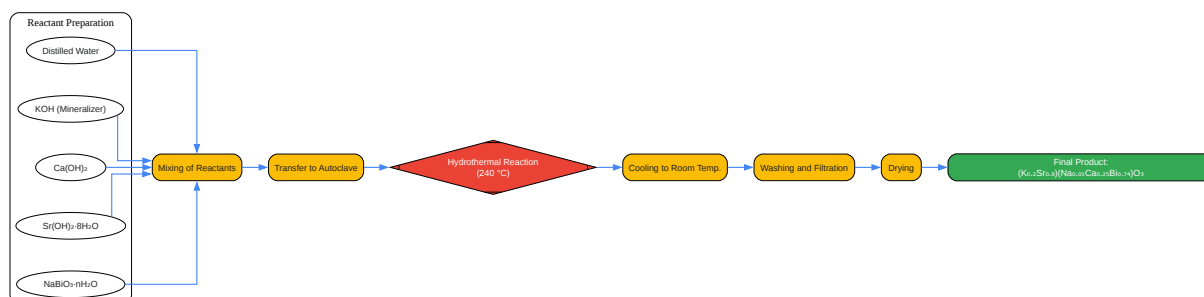 Reactant Preparation
Distilled Water
KOH (Mineralizer)
Ca(OH)₂
Sr(OH)₂·8H₂O
NaBiO₃·nH₂O
Mixing of Reactants
Transfer to Autoclave
Hydrothermal Reaction
(240 °C)
Cooling to Room Temp.
Washing and Filtration
Drying
Final Product:
(K₀.₂Sr₀.₈)(Na₀.₀₁Ca₀.₂₅Bi₀.₇₄)O₃